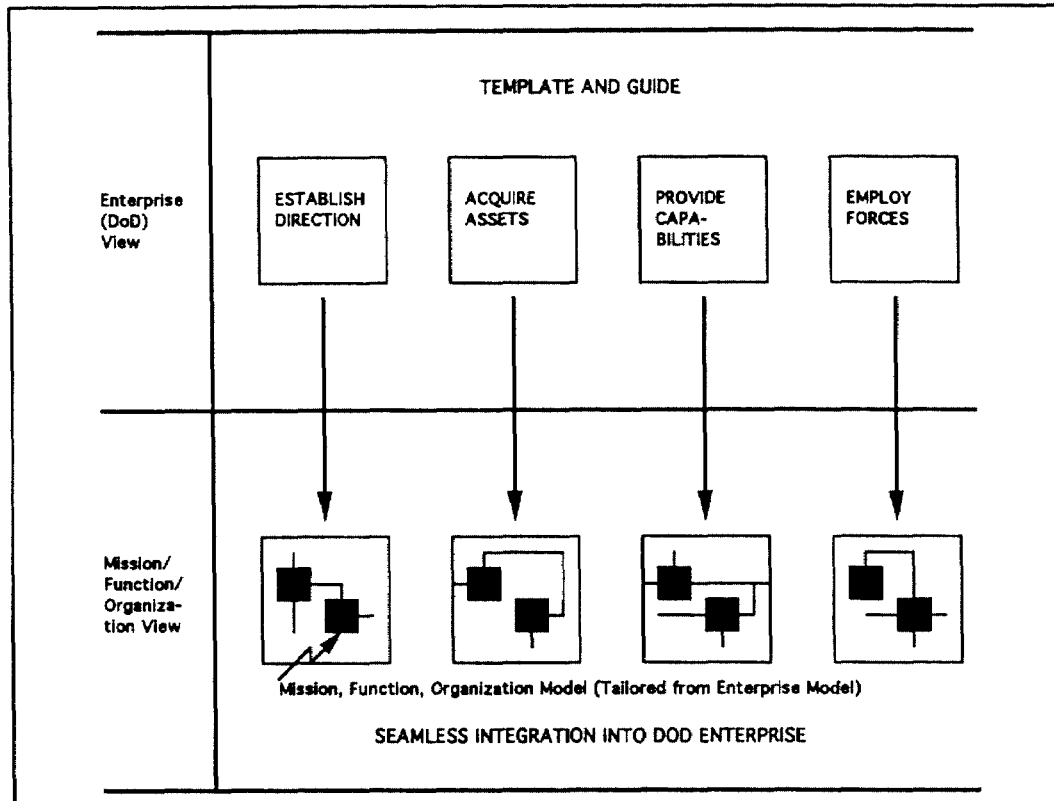 TEMPLATE AND GUIDE
Enterprise
(DoD)
View
ESTABLISH
DIRECTION
ACQUIRE
ASSETS
PROVIDE
CAPA-
BILITIES
EMPLOY
FORCES
Mission/
Function/
Organiza-
tion View
Mission, Function, Organization Model (Tailored from Enterprise Model)
SEAMLESS INTEGRATION INTO DOD ENTERPRISE